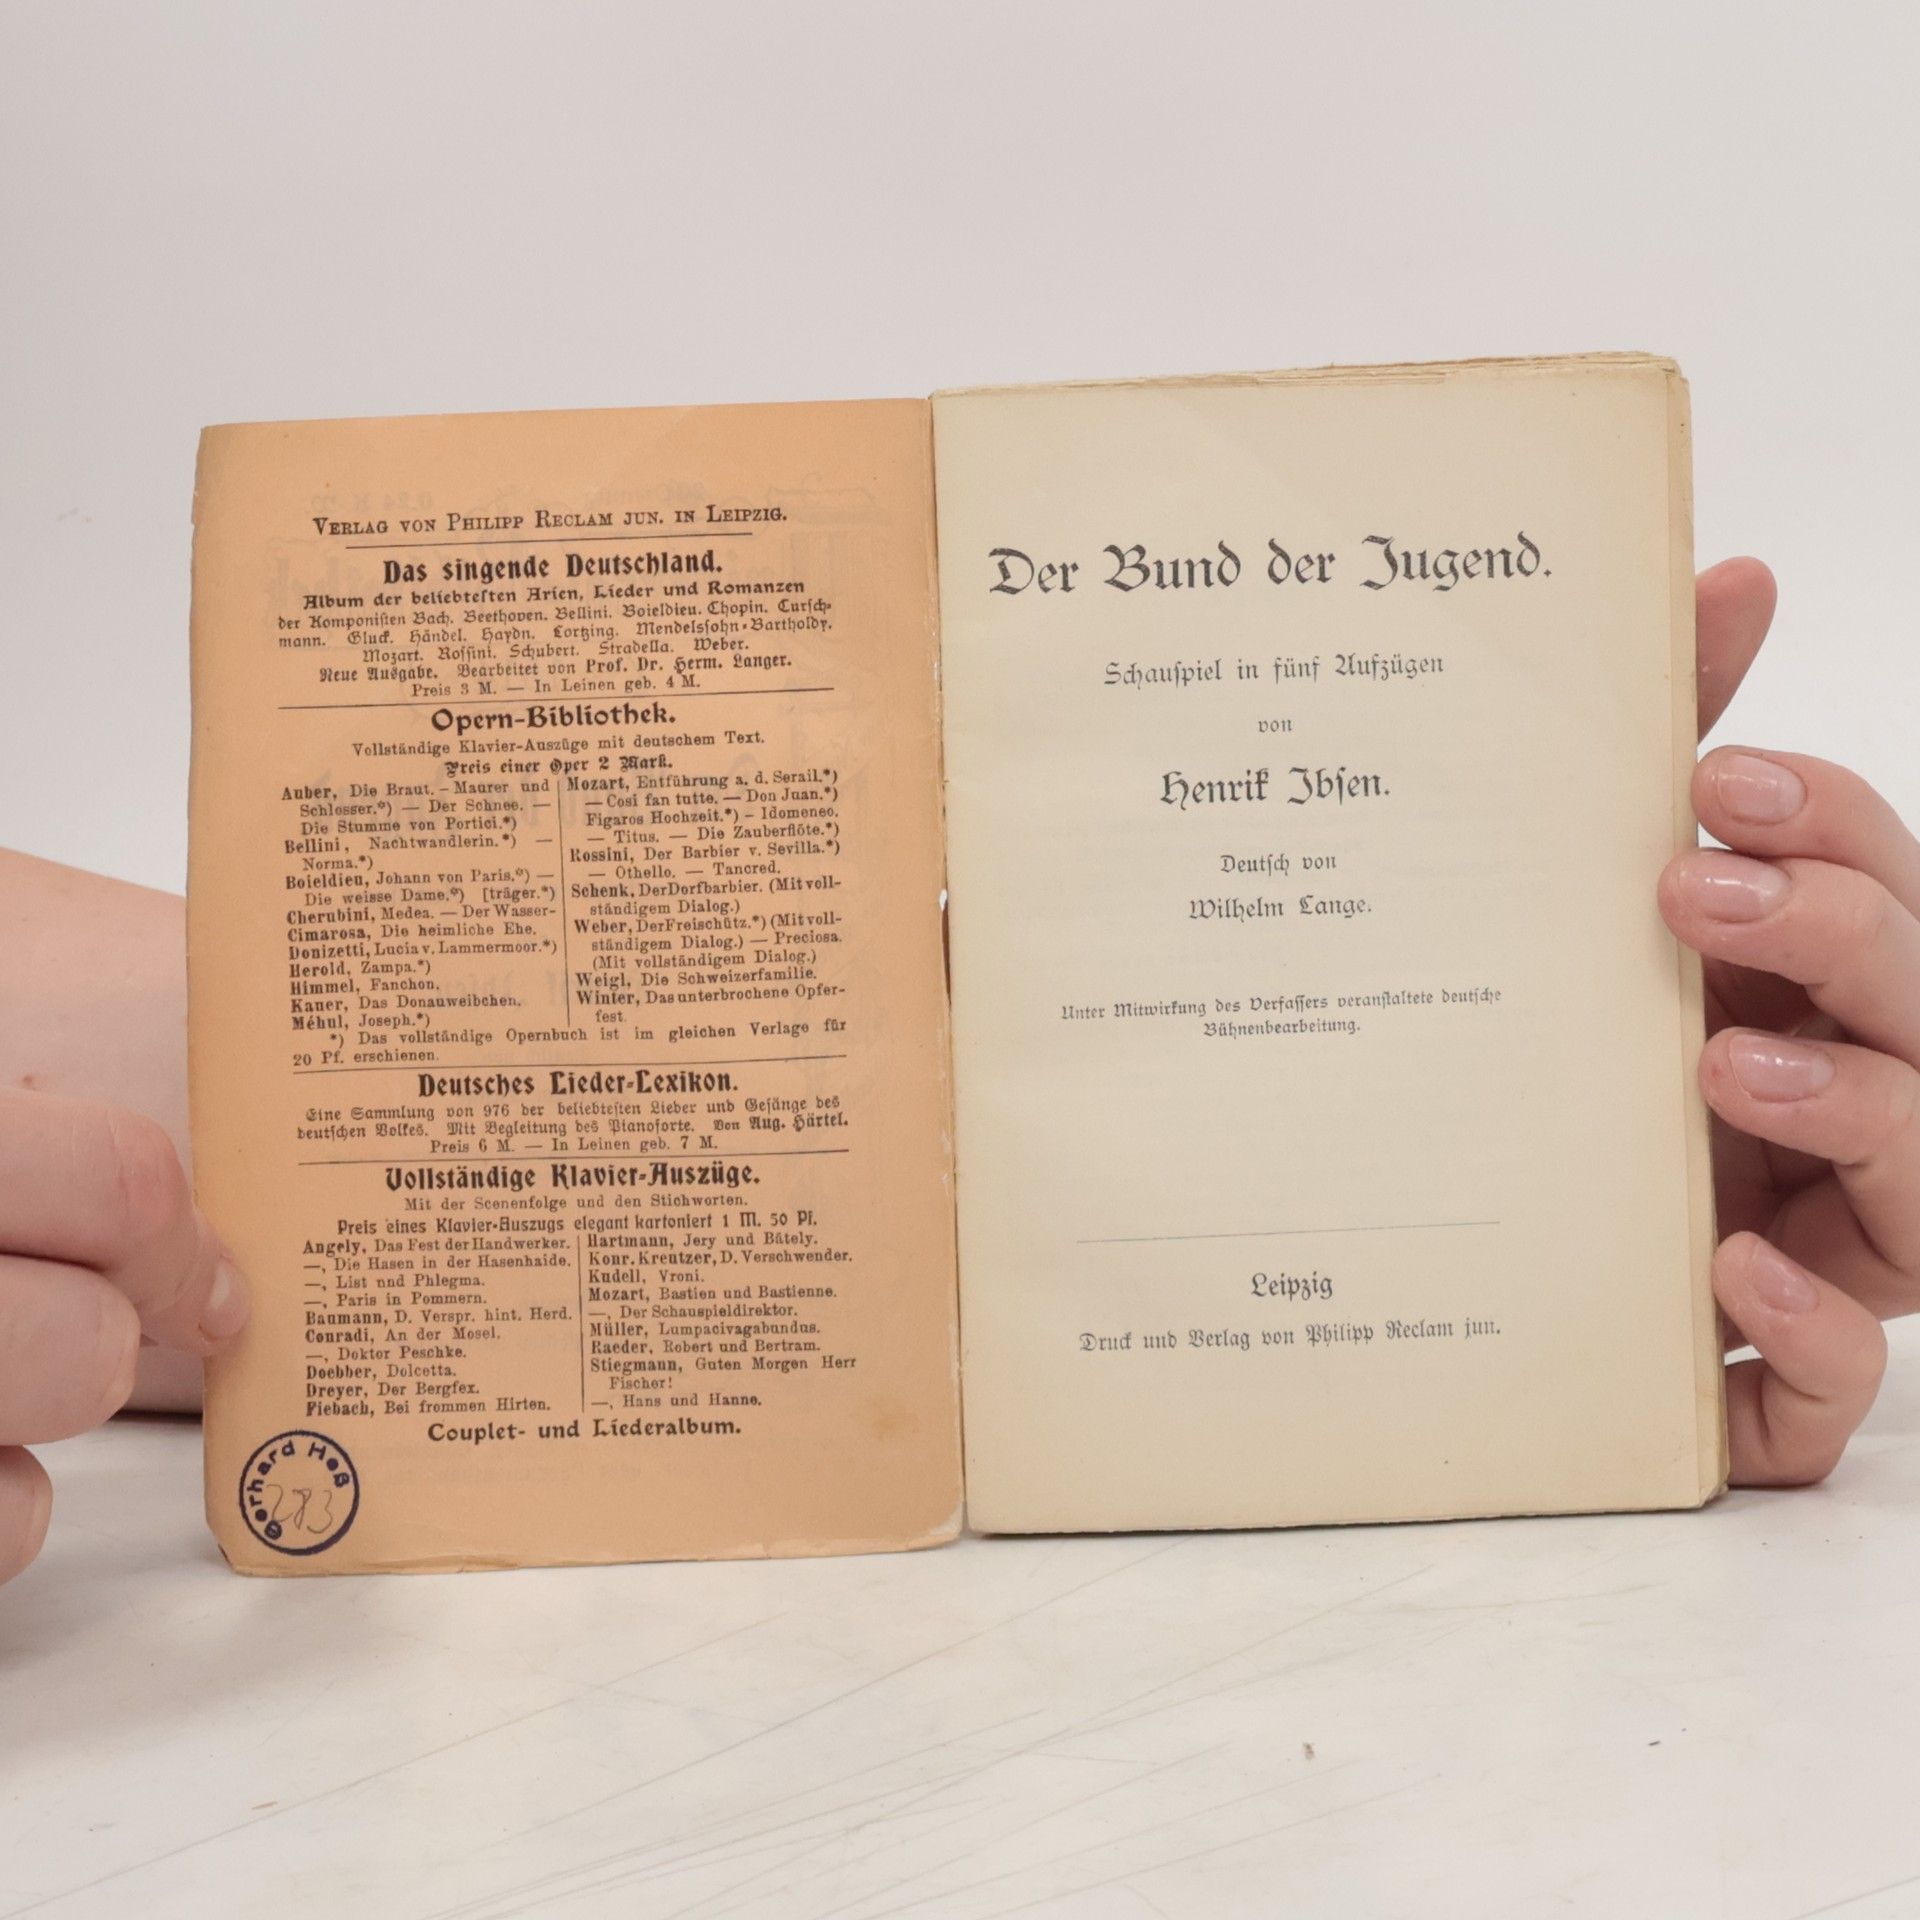 VERLAG VON PHILIPP RECLAM JUN. IN LEIPZIG.
Das singende Deutschland.
Album der beliebteſten Arien, Lieder und Romanzen
der Komponiſten Bach. Beethoven. Bellini. Boieldieu. Chopin. Curſch-
mann. Gluck. Händel. Haydn. Lortzing. Mendelsſohn-Bartholdy.
Mozart. Roſſini. Schubert. Stradella. Weber.
Neue Ausgabe. Bearbeitet von Prof. Dr. Herm. Langer.
Preis 3 M. — In Leinen geb. 4 M.
Opern-Bibliothek.
Vollständige Klavier-Auszüge mit deutschem Text.
Preis einer Oper 2 Mark.
Auber, Die Braut. – Maurer und
Schlosser.*) — Der Schnee. —
Die Stumme von Portici.*)
Bellini, Nachtwandlerin.*) —
Norma.*)
Boieldieu, Johann von Paris.*) —
Die weisse Dame.*) [träger.*)
Cherubini, Medea. — Der Wasser-
Cimarosa, Die heimliche Ehe.
Donizetti, Lucia v. Lammermoor.*)
Herold, Zampa.*)
Himmel, Fanchon.
Kauer, Das Donauweibchen.
Méhul, Joseph.*)
Mozart, Entführung a. d. Serail.*)
— Cosi fan tutte. — Don Juan.*)
Figaros Hochzeit.*) – Idomeneo.
— Titus. — Die Zauberflöte.*)
Rossini, Der Barbier v. Sevilla.*)
— Othello. — Tancred.
Schenk, Der Dorfbarbier. (Mit voll-
ständigem Dialog.)
Weber, Der Freischütz.*) (Mit voll-
ständigem Dialog.) — Preciosa.
(Mit vollständigem Dialog.)
Weigl, Die Schweizerfamilie.
Winter, Das unterbrochene Opfer-
fest.
*) Das vollständige Opernbuch ist im gleichen Verlage für
20 Pf. erschienen.
Deutsches Lieder-Lexikon.
Eine Sammlung von 976 der beliebteſten Lieder und Geſänge des
deutſchen Volkes. Mit Begleitung des Pianoforte. Von Aug. Härtel.
Preis 6 M. — In Leinen geb. 7 M.
Vollständige Klavier-Auszüge.
Mit der Scenenfolge und den Stichworten.
Preis eines Klavier-Auszugs elegant kartoniert 1 M. 50 Pf.
Angely, Das Fest der Handwerker.
—, Die Hasen in der Hasenhaide.
—, List und Phlegma.
—, Paris in Pommern.
Baumann, D. Verspr. hint. Herd.
Conradi, An der Mosel.
—, Doktor Peschke.
Doebber, Dolcetta.
Dreyer, Der Bergfex.
Fiebach, Bei frommen Hirten.
Hartmann, Jery und Bätely.
Konr. Kreutzer, D. Verschwender.
Kudell, Vroni.
Mozart, Bastien und Bastienne.
—, Der Schauspieldirektor.
Müller, Lumpacivagabundus.
Raeder, Robert und Bertram.
Stiegmann, Guten Morgen Herr
Fischer!
—, Hans und Hanne.
Couplet- und Liederalbum.
Gerhard Heß
283
Der Bund der Jugend.
Schauſpiel in fünf Aufzügen
von
Henrik Ibſen.
Deutſch von
Wilhelm Lange.
Unter Mitwirkung des Verfaſſers veranſtaltete deutſche
Bühnenbearbeitung.
Leipzig
Druck und Verlag von Philipp Reclam jun.